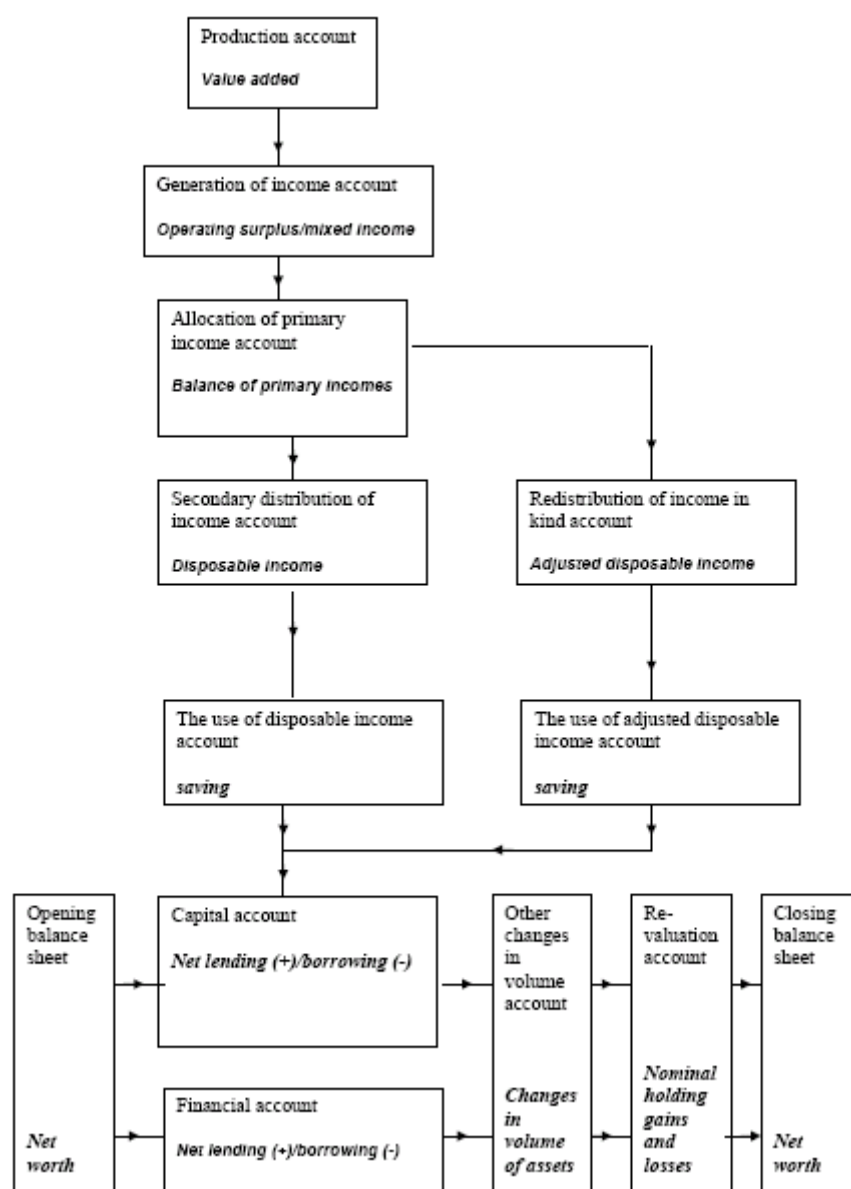 Production account
Value added
Generation of income account
Operating surplus/mixed income
Allocation of primary
income account
Balance of primary incomes
Secondary distribution of
income account
Disposable income
Redistribution of income in
kind account
Adjusted disposable income
The use of disposable income
account
saving
The use of adjusted disposable
income account
saving
Opening
balance
sheet
Net
worth
Capital account
Net lending (+)/borrowing (-)
Financial account
Net lending (+)/borrowing (-)
Other
changes
in
volume
account
Changes
in
volume
of assets
Re-
valuation
account
Nominal
holding
gains
and
losses
Closing
balance
sheet
Net
worth